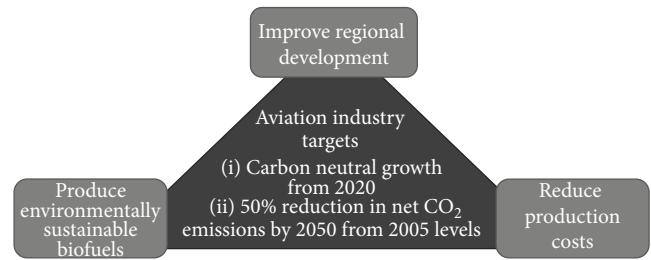 Improve regional
development
Aviation industry
targets
(i) Carbon neutral growth
from 2020
(ii) 50% reduction in net CO₂
emissions by 2050 from 2005 levels
Produce
environmentally
sustainable
biofuels
Reduce
production
costs